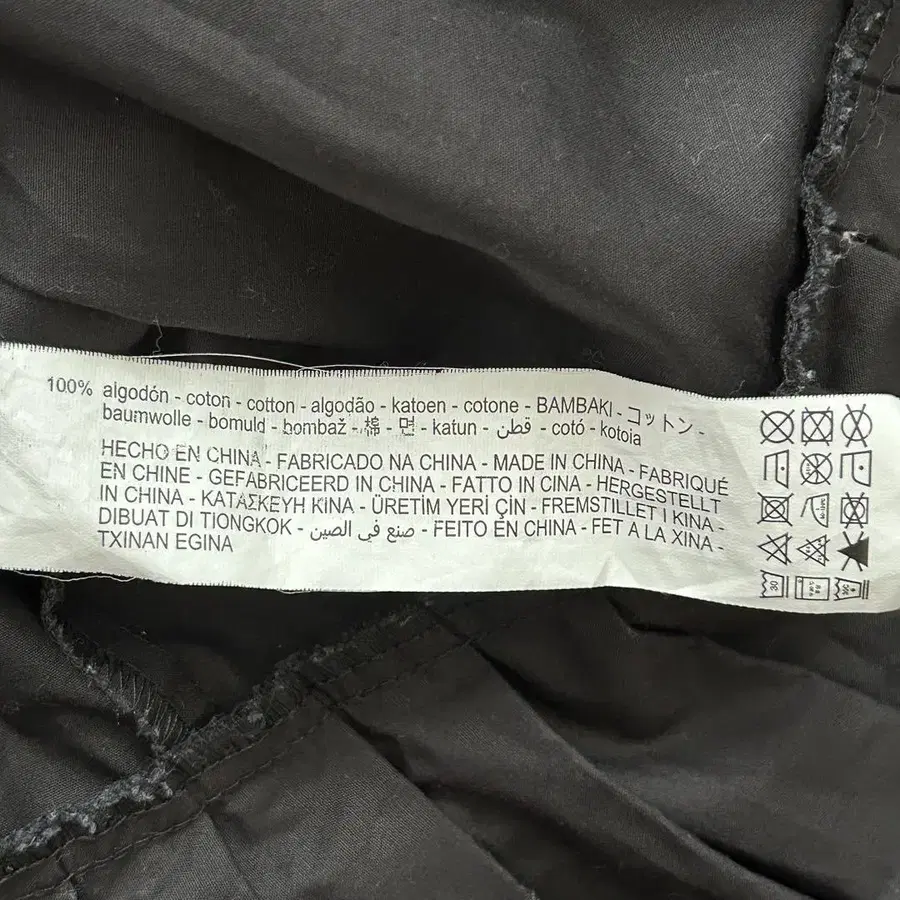 100% algodón - coton - cotton - algodão - katoen - cotone - BAMBAKI - コットン -
baumwolle - bomuld - bombaž - 棉 - 면 - katun - قطن - cotó - kotoia
HECHO EN CHINA - FABRICADO NA CHINA - MADE IN CHINA - FABRIQUÉ
EN CHINE - GEFABRICEERD IN CHINA - FATTO IN CINA - HERGESTELLT
IN CHINA - ΚΑΤΑΣΚΕΥΗ ΚΙΝΑ - ÜRETİM YERİ ÇİN - FREMSTILLET I KINA -
DIBUAT DI TIONGKOK - صنع في الصين - FEITO EN CHINA - FET A LA XINA -
TXINAN EGINA
30